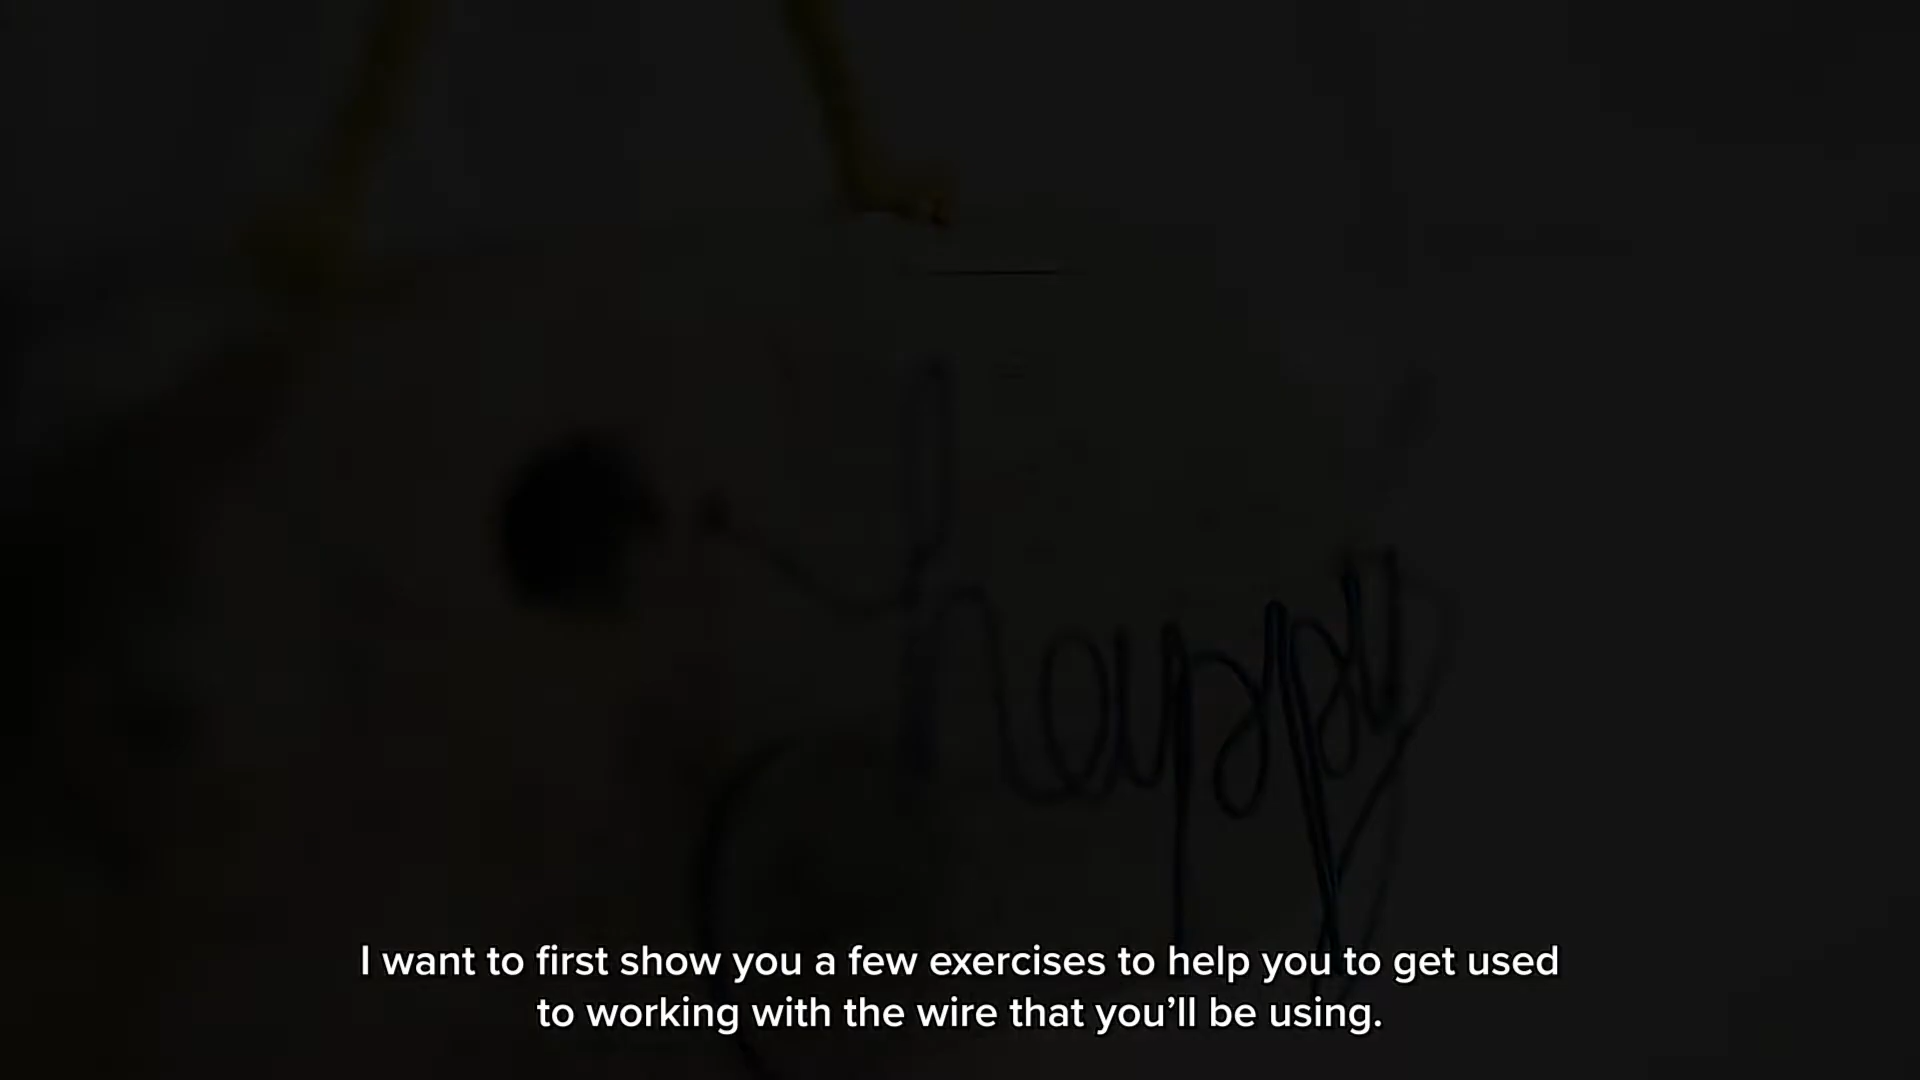 happy
I want to first show you a few exercises to help you to get used
to working with the wire that you’ll be using.